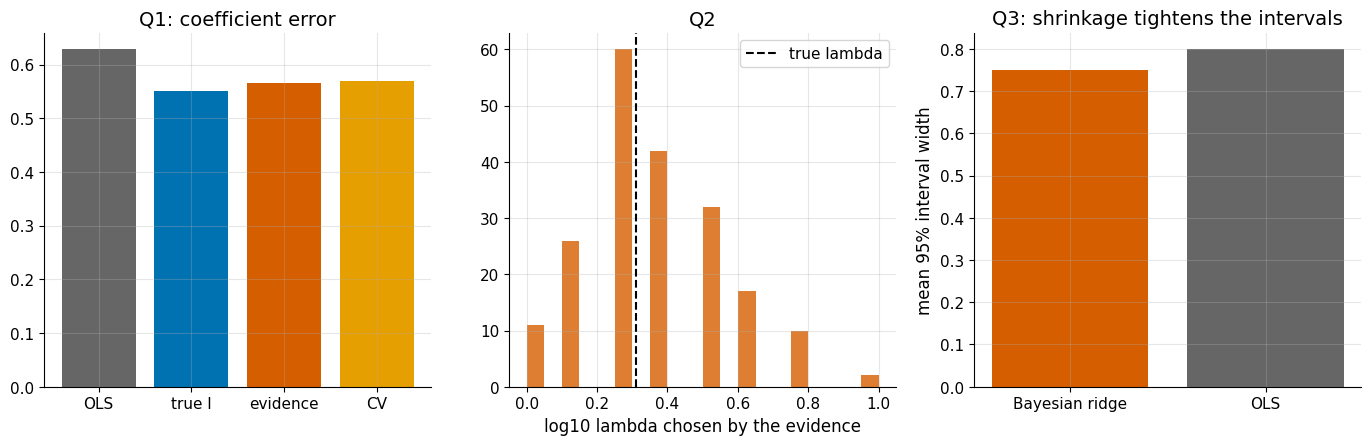 Q1: coefficient error
0.6
0.5
0.4
0.3
0.2
0.1
0.0
OLS
true l
evidence
CV
Q2
true lambda
60
50
40
30
20
10
0
0.0
0.2
0.4
0.6
0.8
1.0
log10 lambda chosen by the evidence
Q3: shrinkage tightens the intervals
mean 95% interval width
0.8
0.7
0.6
0.5
0.4
0.3
0.2
0.1
0.0
Bayesian ridge
OLS